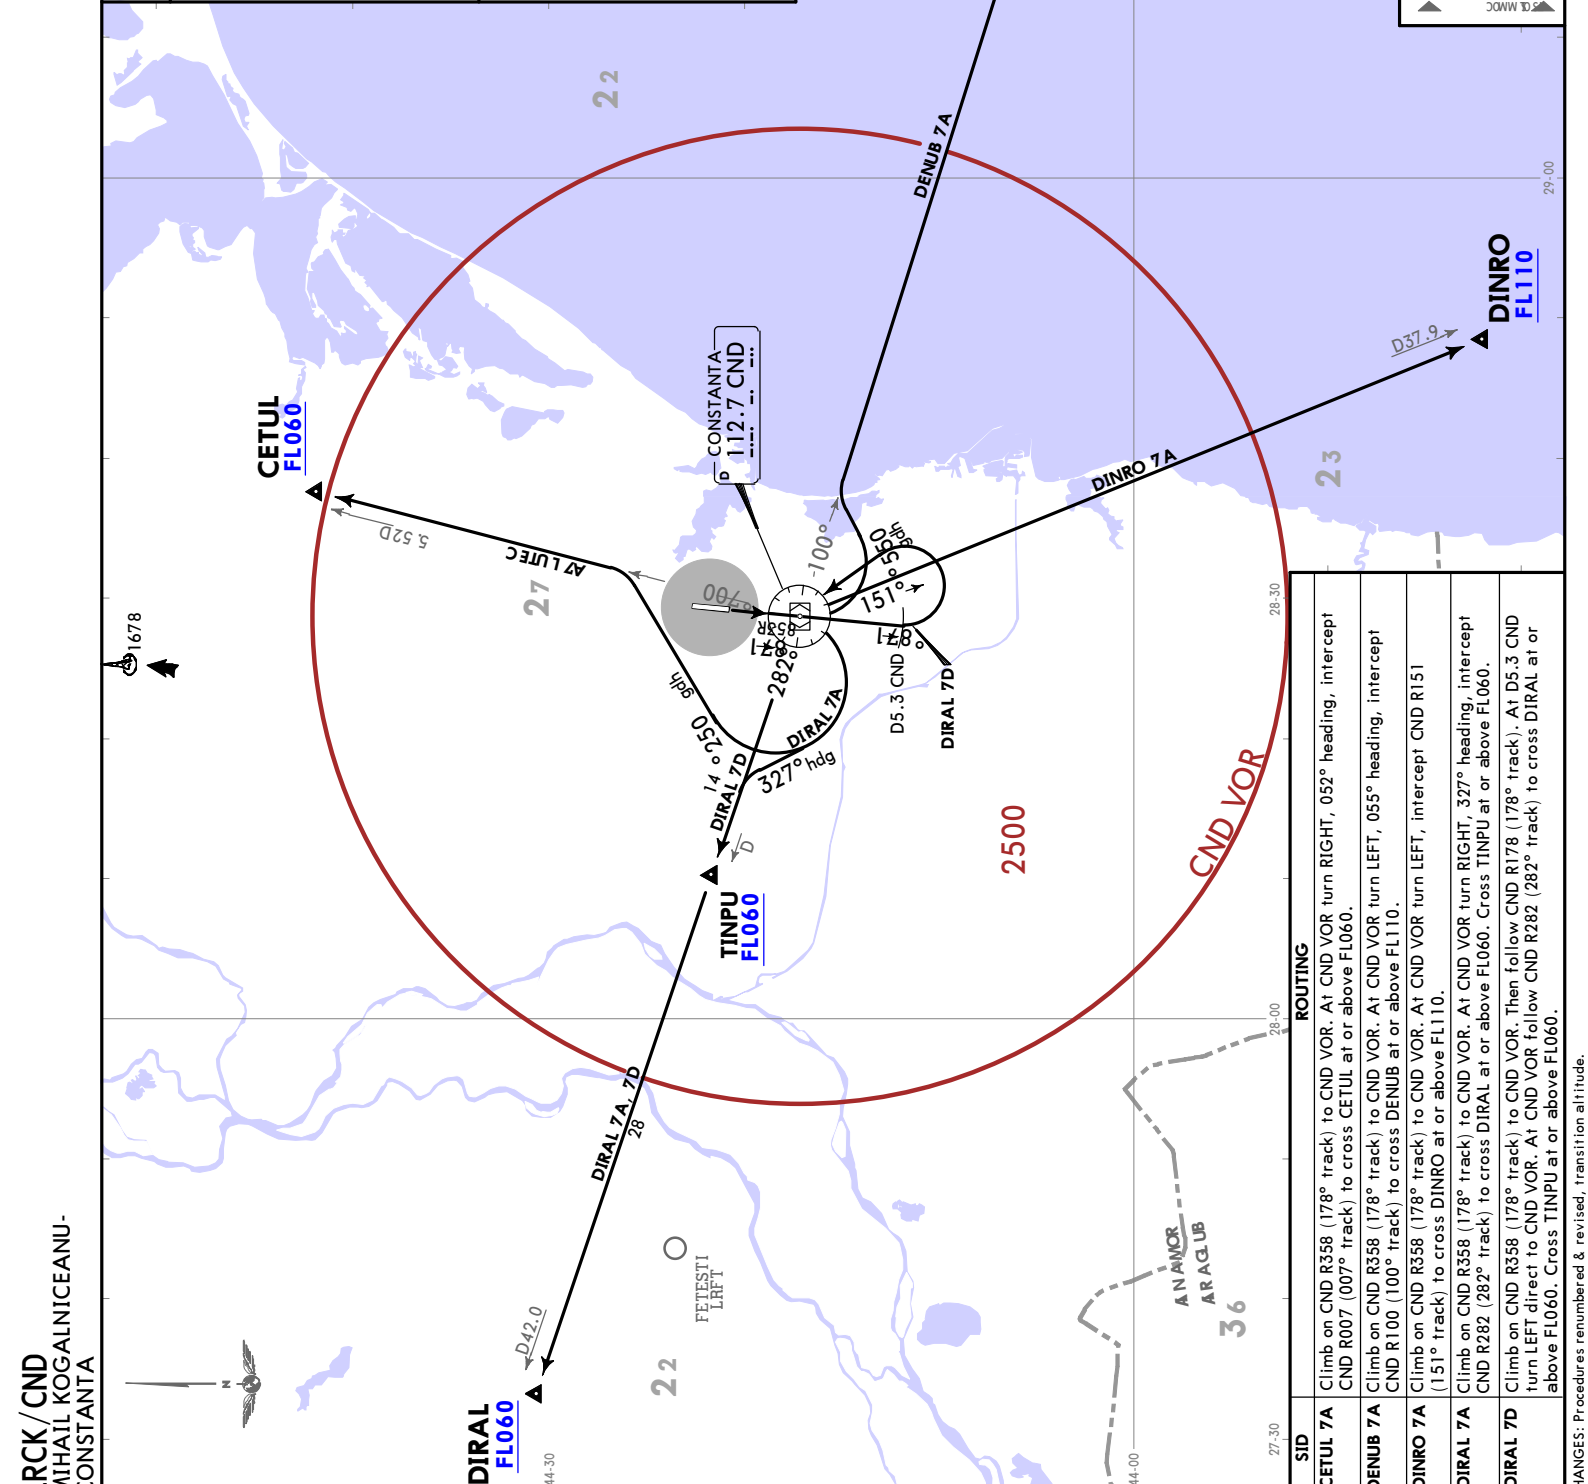 RCK/CND
MIHAIL KOGALNICEANU-
CONSTANTA
22
DENUB 7A
29-00
CETUL
FL060
DINRO
FL110
D37.9
CONSTANTA
D 112.7 CND
23
DINRO 7A
27
1678
-100°
151°
28-30
282°
D5.3 CND
DIRAL 7D
DIRAL 7A
327° hdg
DIRAL 7D
D
TINPU
FL060
2500
CND VOR
28-00
DIRAL 7A, 7D
28
FETESTI
LRFT
D42.0
DIRAL
FL060
22
36
N
44-30
44-00
27-30
SID ROUTING
CETUL 7A Climb on CND R358 (178° track) to CND VOR. At CND VOR turn RIGHT, 052° heading, intercept
CND R007 (007° track) to cross CETUL at or above FL060.
DENUB 7A Climb on CND R358 (178° track) to CND VOR. At CND VOR turn LEFT, 055° heading, intercept
CND R100 (100° track) to cross DENUB at or above FL110.
DINRO 7A Climb on CND R358 (178° track) to CND VOR. At CND VOR turn LEFT, intercept CND R151
(151° track) to cross DINRO at or above FL110.
DIRAL 7A Climb on CND R358 (178° track) to CND VOR. At CND VOR turn RIGHT, 327° heading, intercept
CND R282 (282° track) to cross DIRAL at or above FL060. Cross TINPU at or above FL060.
DIRAL 7D Climb on CND R358 (178° track) to CND VOR. Then follow CND R178 (178° track). At D5.3 CND
turn LEFT direct to CND VOR. At CND VOR follow CND R282 (282° track) to cross DIRAL at or
above FL060. Cross TINPU at or above FL060.
HANGES: Procedures renumbered & revised, transition altitude.